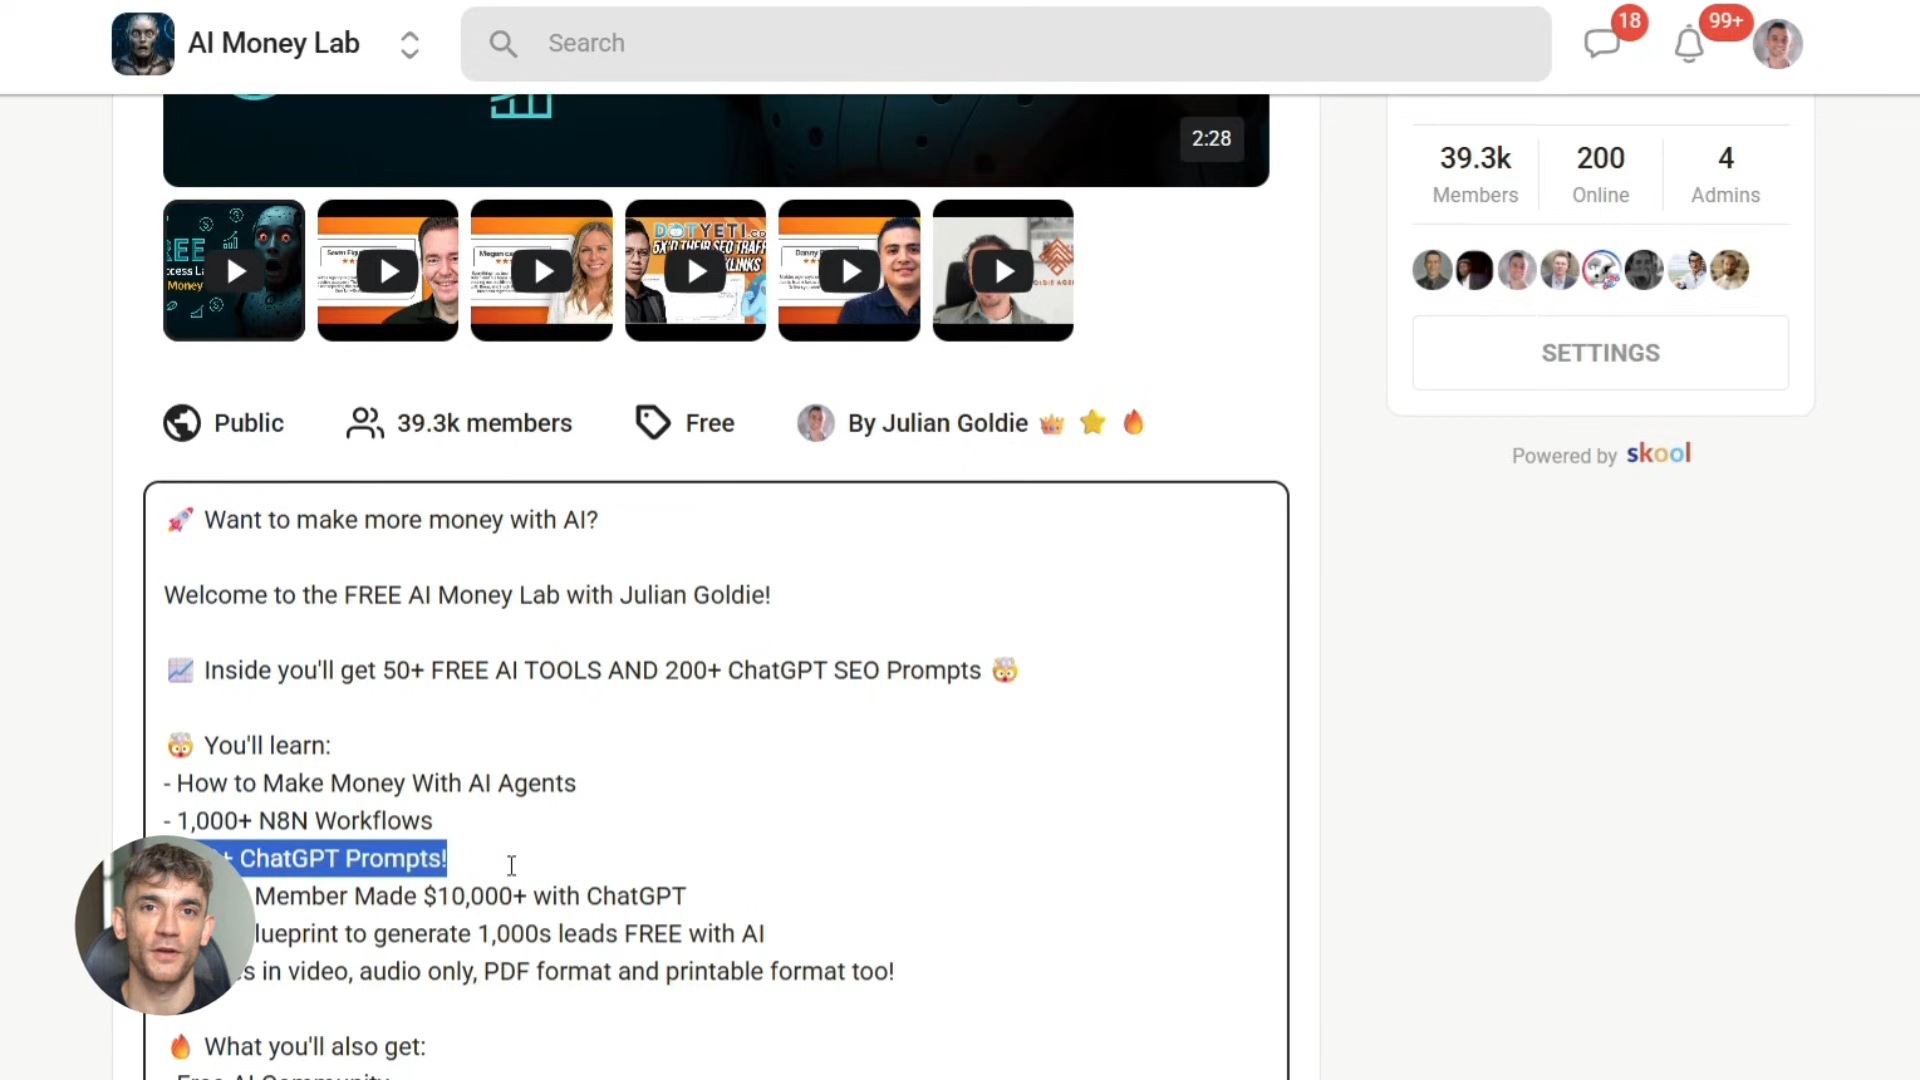 AI Money Lab
Search
18
99+
2:28
39.3k
Members
200
Online
4
Admins
SETTINGS
Powered by skool
Public
39.3k members
Free
By Julian Goldie
Want to make more money with AI?
Welcome to the FREE AI Money Lab with Julian Goldie!
Inside you'll get 50+ FREE AI TOOLS AND 200+ ChatGPT SEO Prompts
You'll learn:
- How to Make Money With AI Agents
- 1,000+ N8N Workflows
+ ChatGPT Prompts!
Member Made $10,000+ with ChatGPT
lueprint to generate 1,000s leads FREE with AI
s in video, audio only, PDF format and printable format too!
What you'll also get: